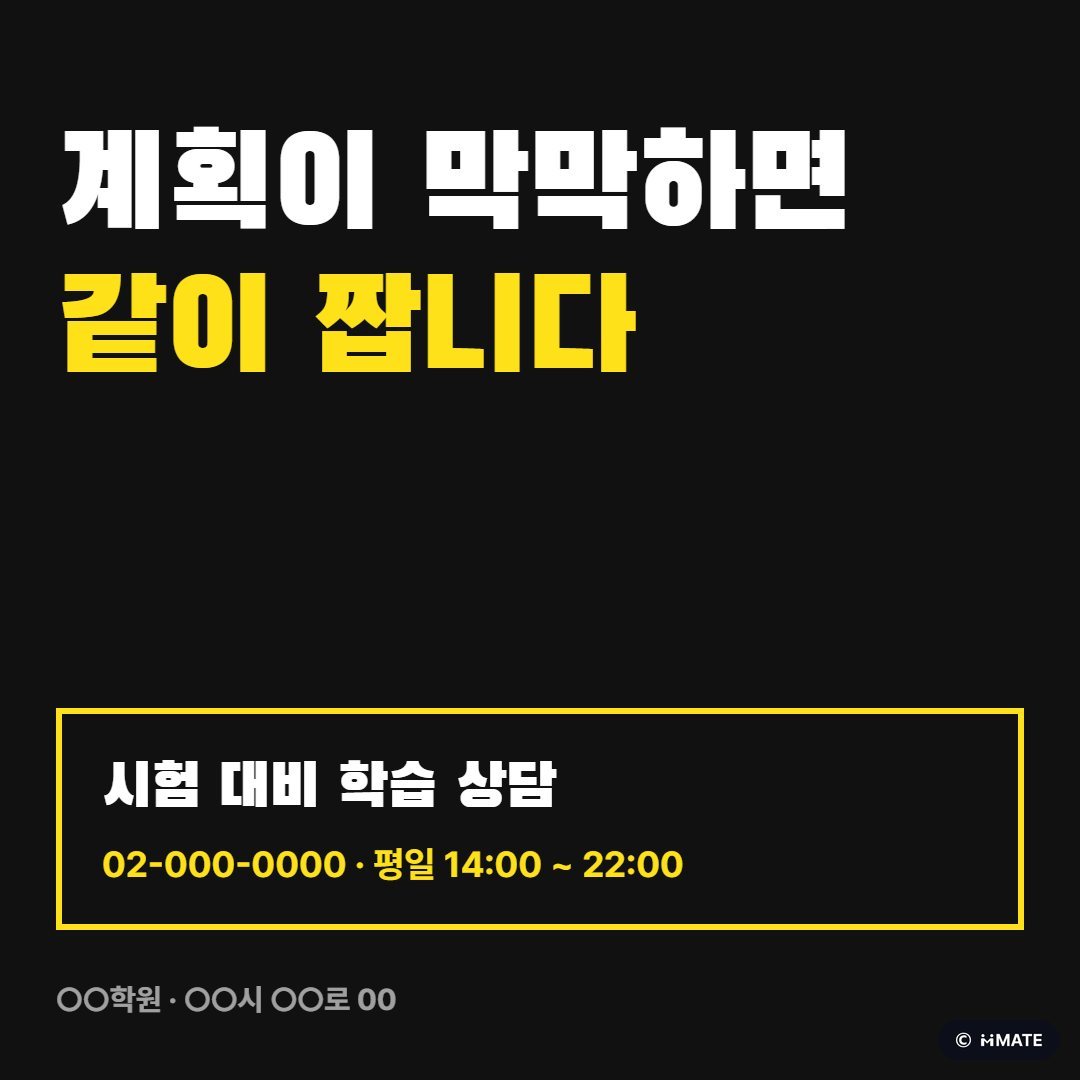 계획이 막막하면
같이 짭니다
시험 대비 학습 상담
02-000-0000 · 평일 14:00 ~ 22:00
○○학원 · ○○시 ○○로 00
© MMATE